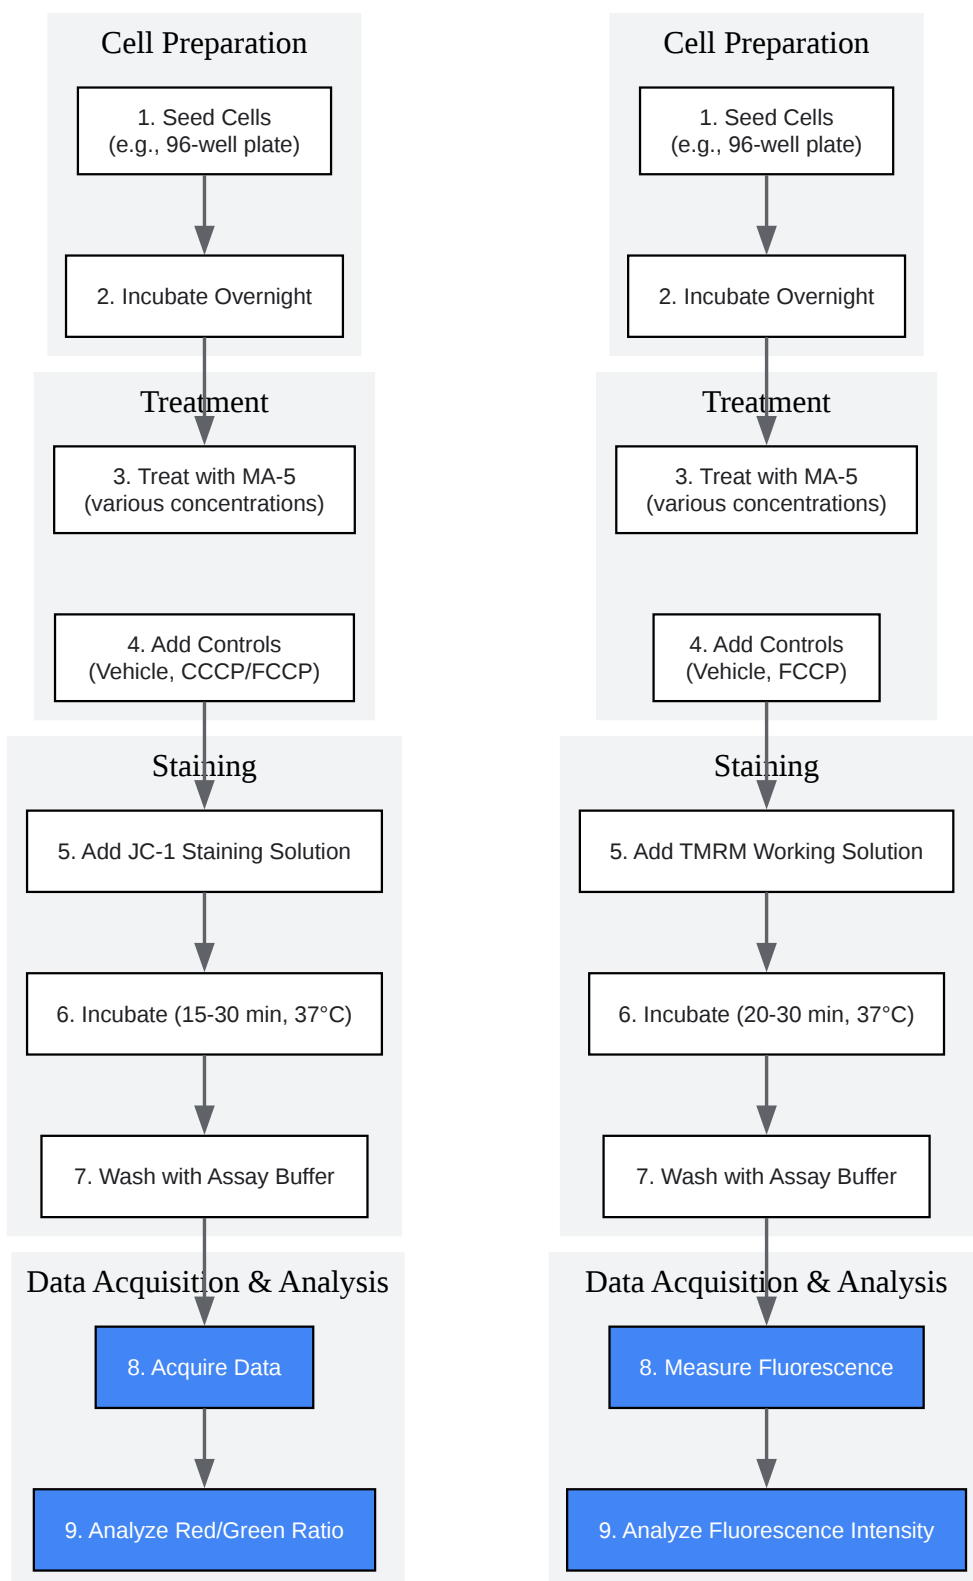 Cell Preparation
1. Seed Cells
(e.g., 96-well plate)
2. Incubate Overnight
Treatment
3. Treat with MA-5
(various concentrations)
4. Add Controls
(Vehicle, CCCP/FCCP)
Staining
5. Add JC-1 Staining Solution
6. Incubate (15-30 min, 37°C)
7. Wash with Assay Buffer
Data Acquisition & Analysis
8. Acquire Data
9. Analyze Red/Green Ratio
Cell Preparation
1. Seed Cells
(e.g., 96-well plate)
2. Incubate Overnight
Treatment
3. Treat with MA-5
(various concentrations)
4. Add Controls
(Vehicle, FCCP)
Staining
5. Add TMRM Working Solution
6. Incubate (20-30 min, 37°C)
7. Wash with Assay Buffer
Data Acquisition & Analysis
8. Measure Fluorescence
9. Analyze Fluorescence Intensity